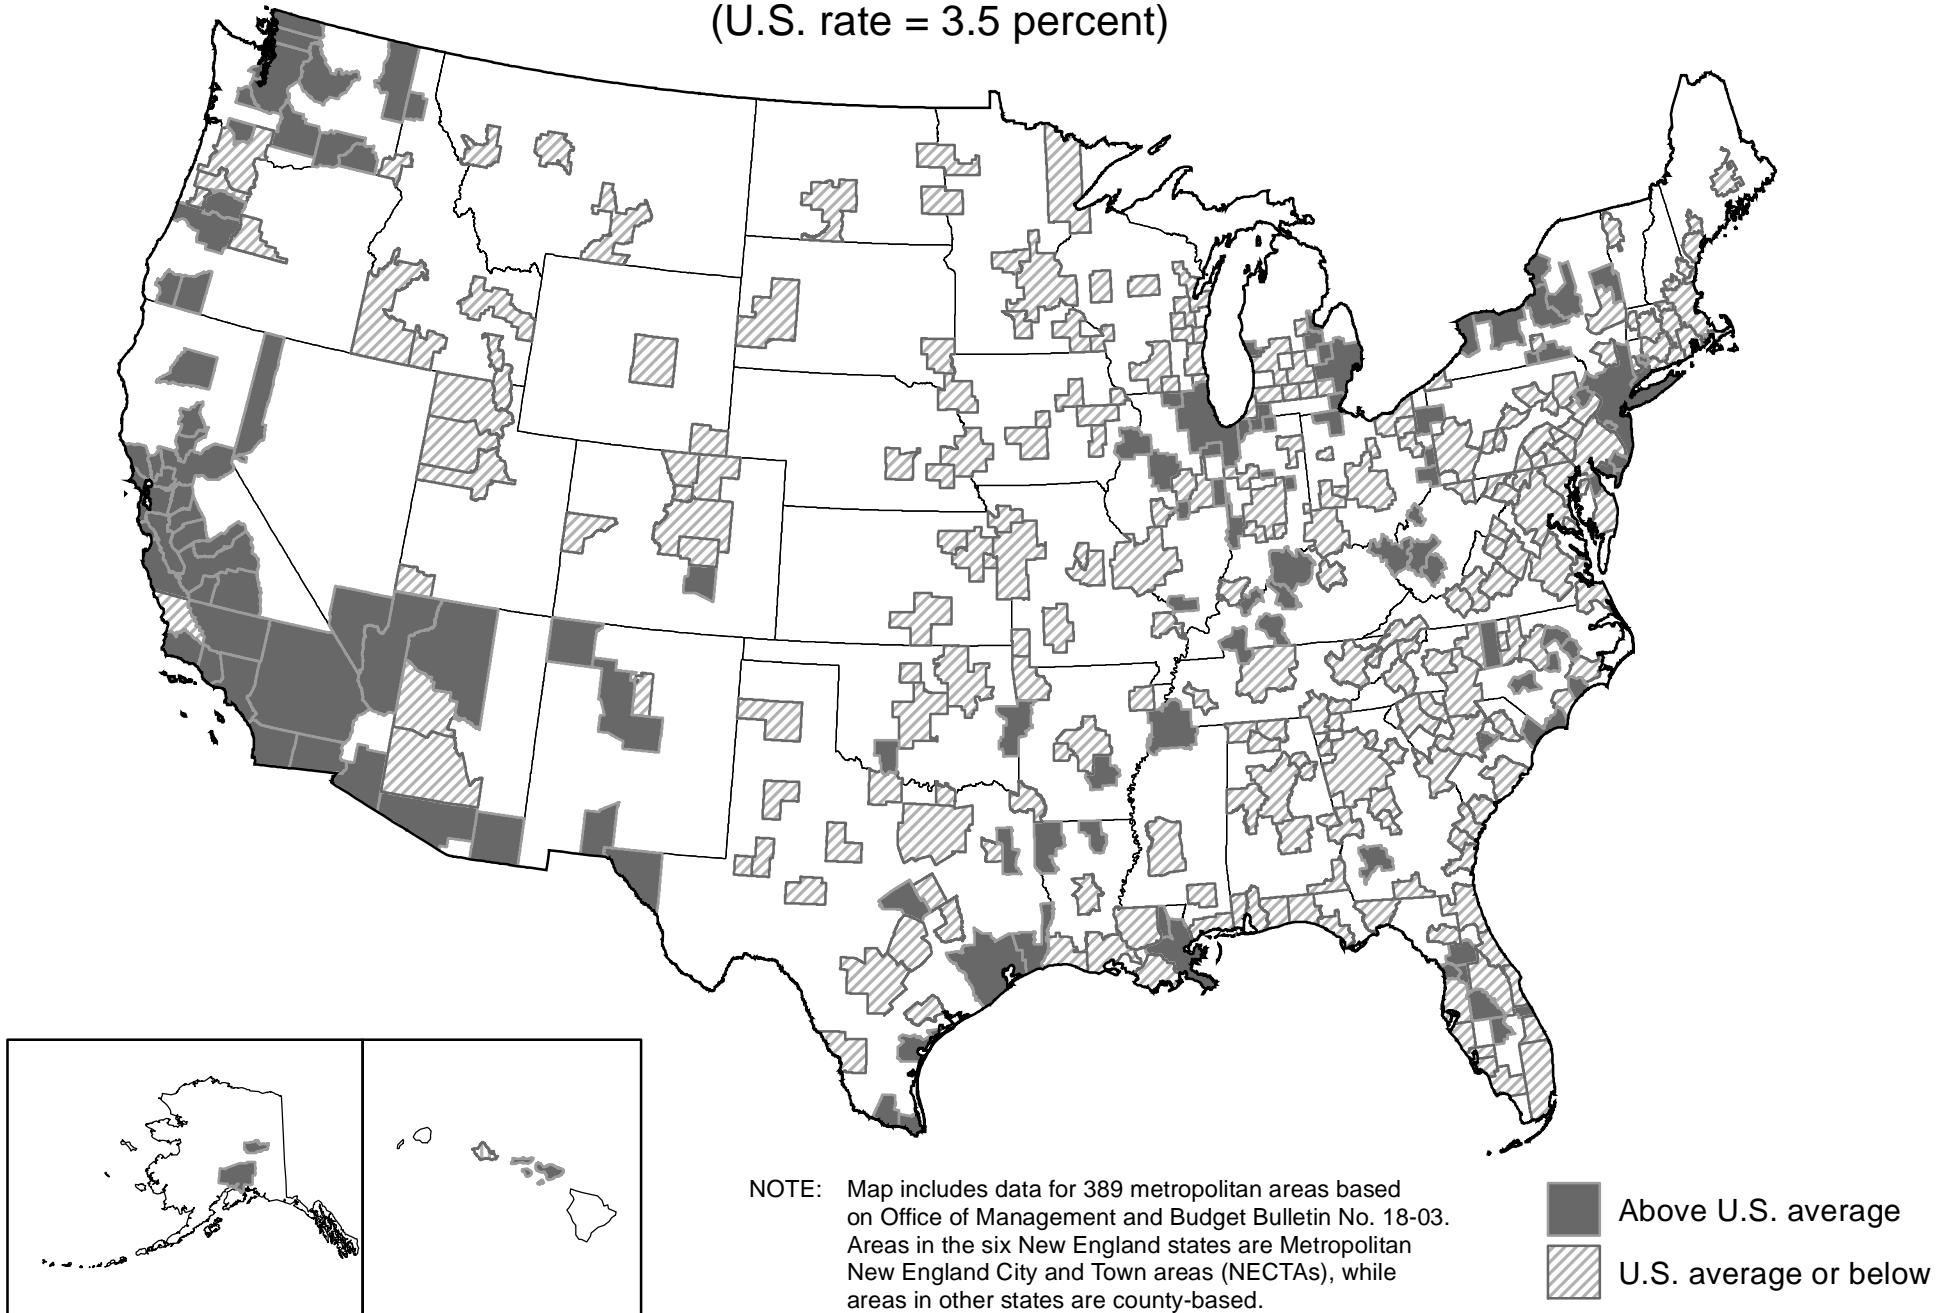 (U.S. rate = 3.5 percent)
NOTE: Map includes data for 389 metropolitan areas based
on Office of Management and Budget Bulletin No. 18-03.
Areas in the six New England states are Metropolitan
New England City and Town areas (NECTAs), while
areas in other states are county-based.
Above U.S. average
U.S. average or below